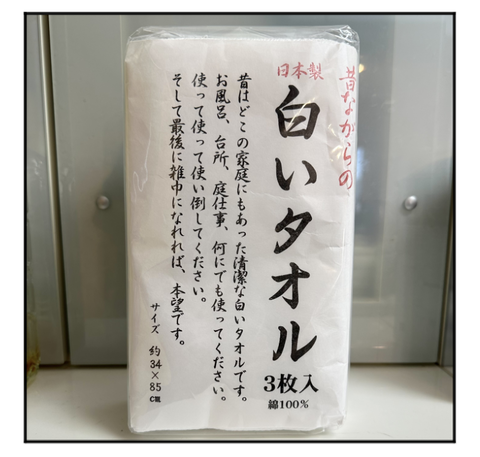 昔ながらの
日本製
白いタオル
3枚入
綿100%
昔はどこの家庭にもあった清潔な白いタオルです。
お風呂、台所、庭仕事、何にでも使ってください。
使って使って使い倒してください。
そして最後に雑巾になれれば、本望です。
サイズ 約34×85cm